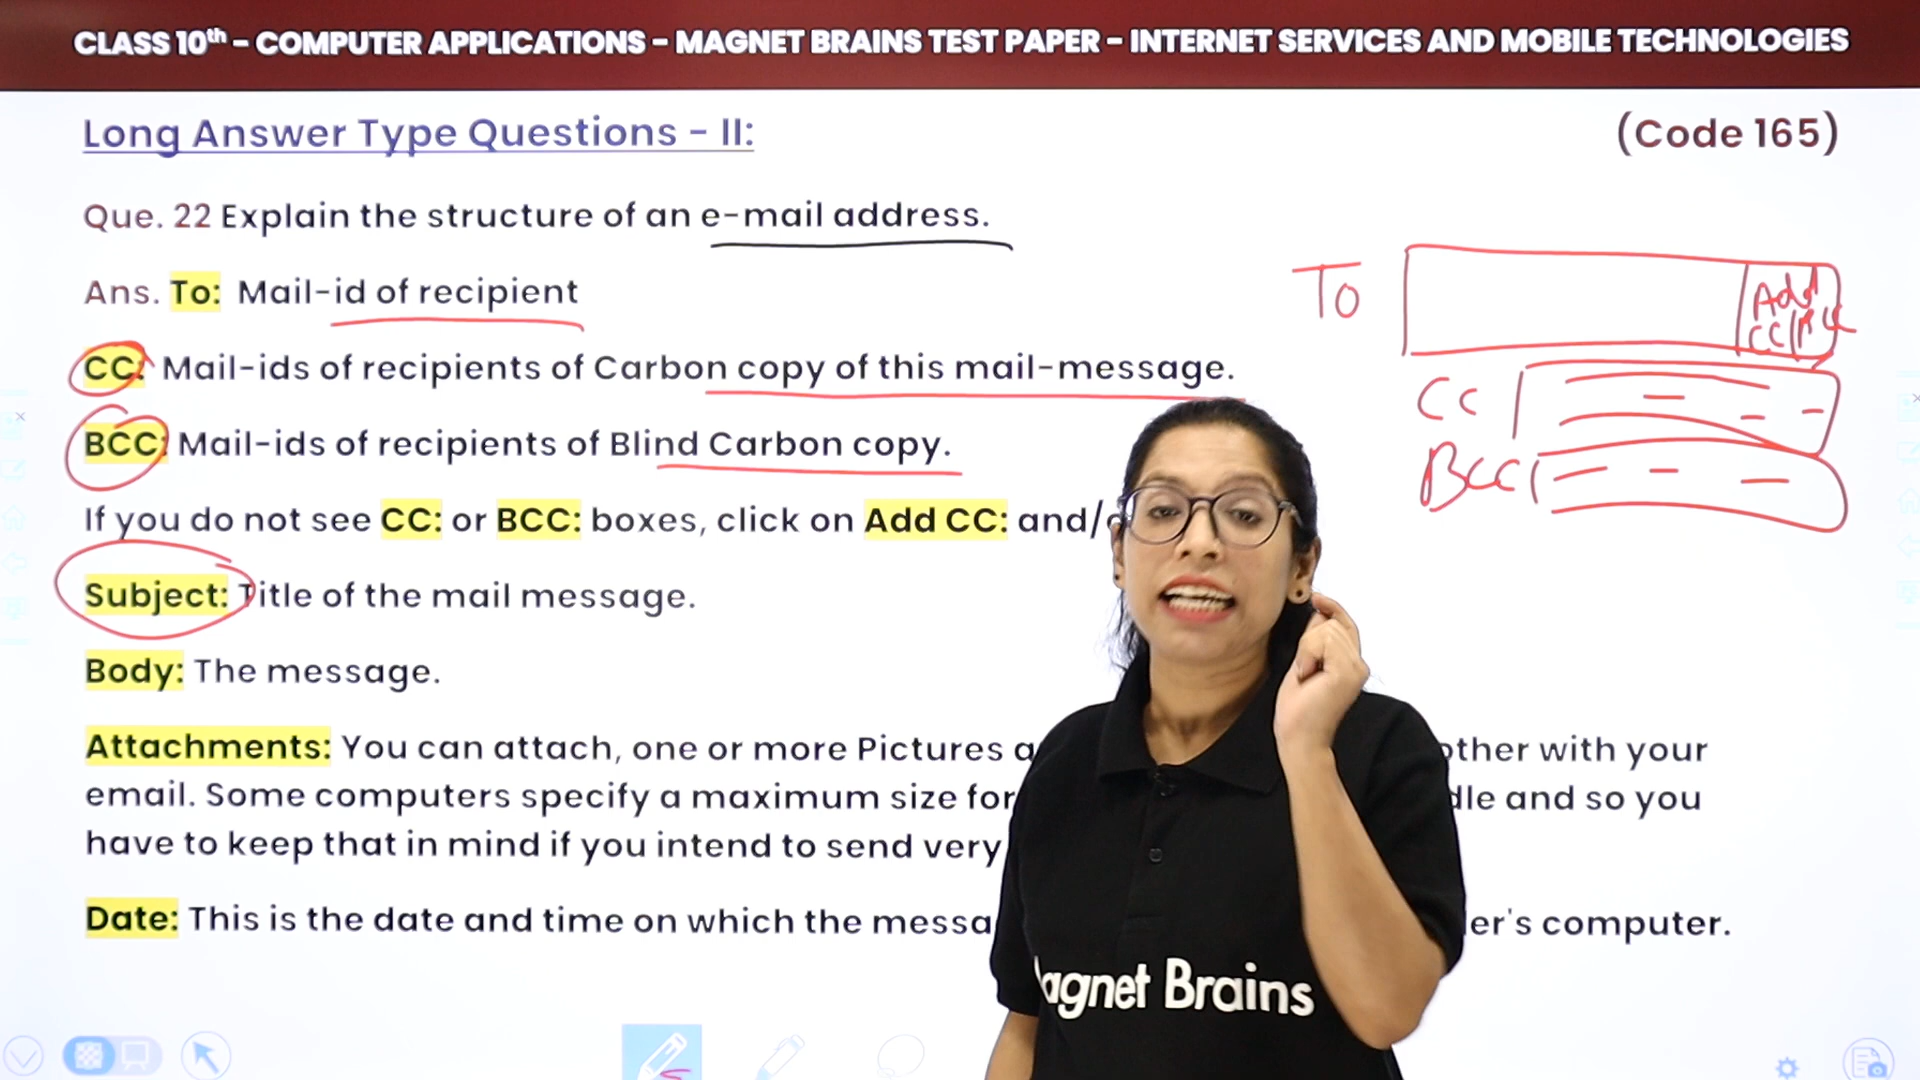 CLASS 10th - COMPUTER APPLICATIONS - MAGNET BRAINS TEST PAPER - INTERNET SERVICES AND MOBILE TECHNOLOGIES
Long Answer Type Questions - II:
(Code 165)
Que. 22 Explain the structure of an e-mail address.
Ans. To: Mail-id of recipient
CC: Mail-ids of recipients of Carbon copy of this mail-message.
BCC: Mail-ids of recipients of Blind Carbon copy.
If you do not see CC: or BCC: boxes, click on Add CC: and/
Subject: Title of the mail message.
Body: The message.
Attachments: You can attach, one or more Pictures other with your
email. Some computers specify a maximum size for and so you
have to keep that in mind if you intend to send very
Date: This is the date and time on which the computer.
To
Add
CC
CC
BCC
agnet Brains